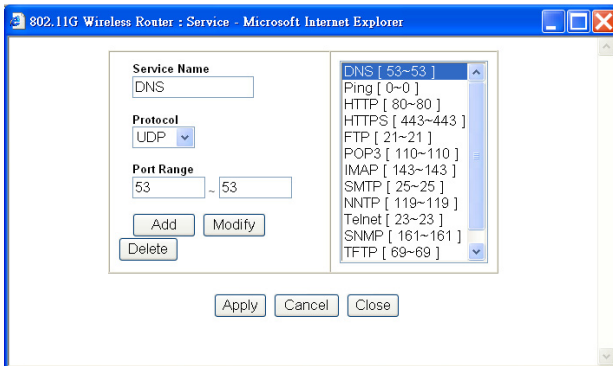 802.11G Wireless Router : Service - Microsoft Internet Explorer
Service Name
DNS
Protocol
UDP
Port Range
53 ~ 53
Add Modify
Delete
DNS [ 53~53 ]
Ping [ 0~0 ]
HTTP [ 80~80 ]
HTTPS [ 443~443 ]
FTP [ 21~21 ]
POP3 [ 110~110 ]
IMAP [ 143~143 ]
SMTP [ 25~25 ]
NNTP [ 119~119 ]
Telnet [ 23~23 ]
SNMP [ 161~161 ]
TFTP [ 69~69 ]
Apply Cancel Close